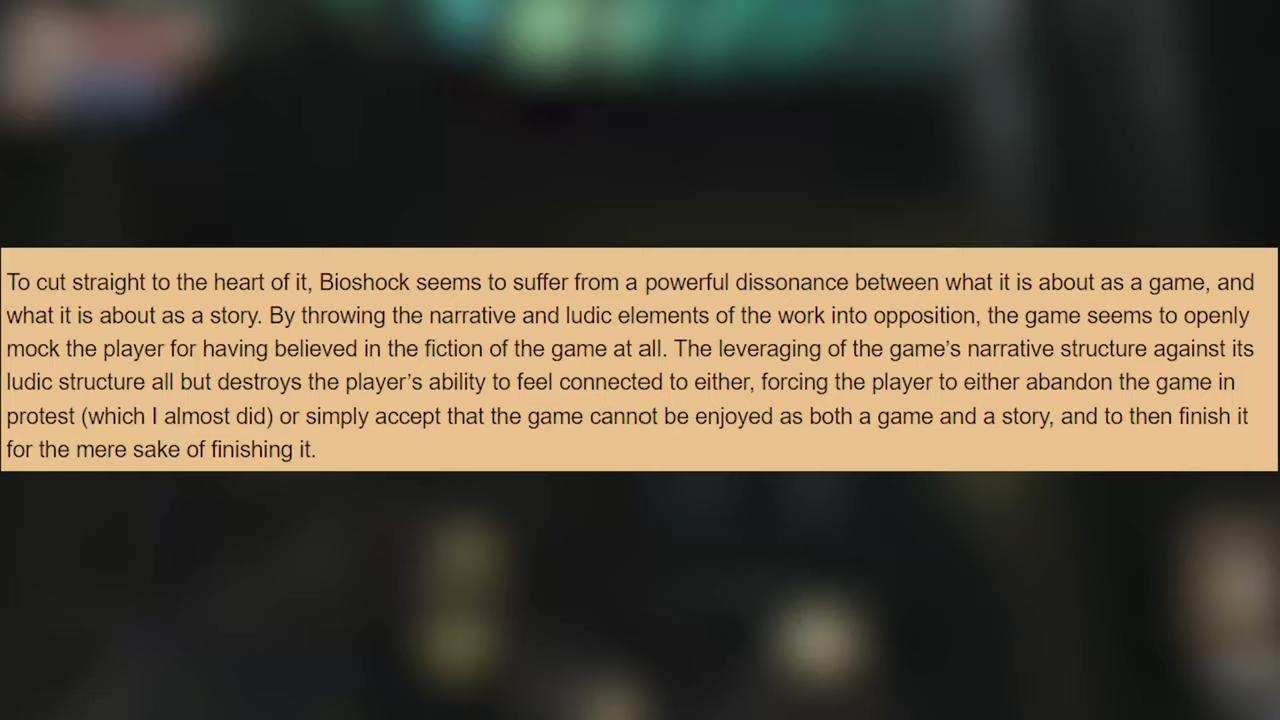 To cut straight to the heart of it, Bioshock seems to suffer from a powerful dissonance between what it is about as a game, and
what it is about as a story. By throwing the narrative and ludic elements of the work into opposition, the game seems to openly
mock the player for having believed in the fiction of the game at all. The leveraging of the game’s narrative structure against its
ludic structure all but destroys the player’s ability to feel connected to either, forcing the player to either abandon the game in
protest (which I almost did) or simply accept that the game cannot be enjoyed as both a game and a story, and to then finish it
for the mere sake of finishing it.